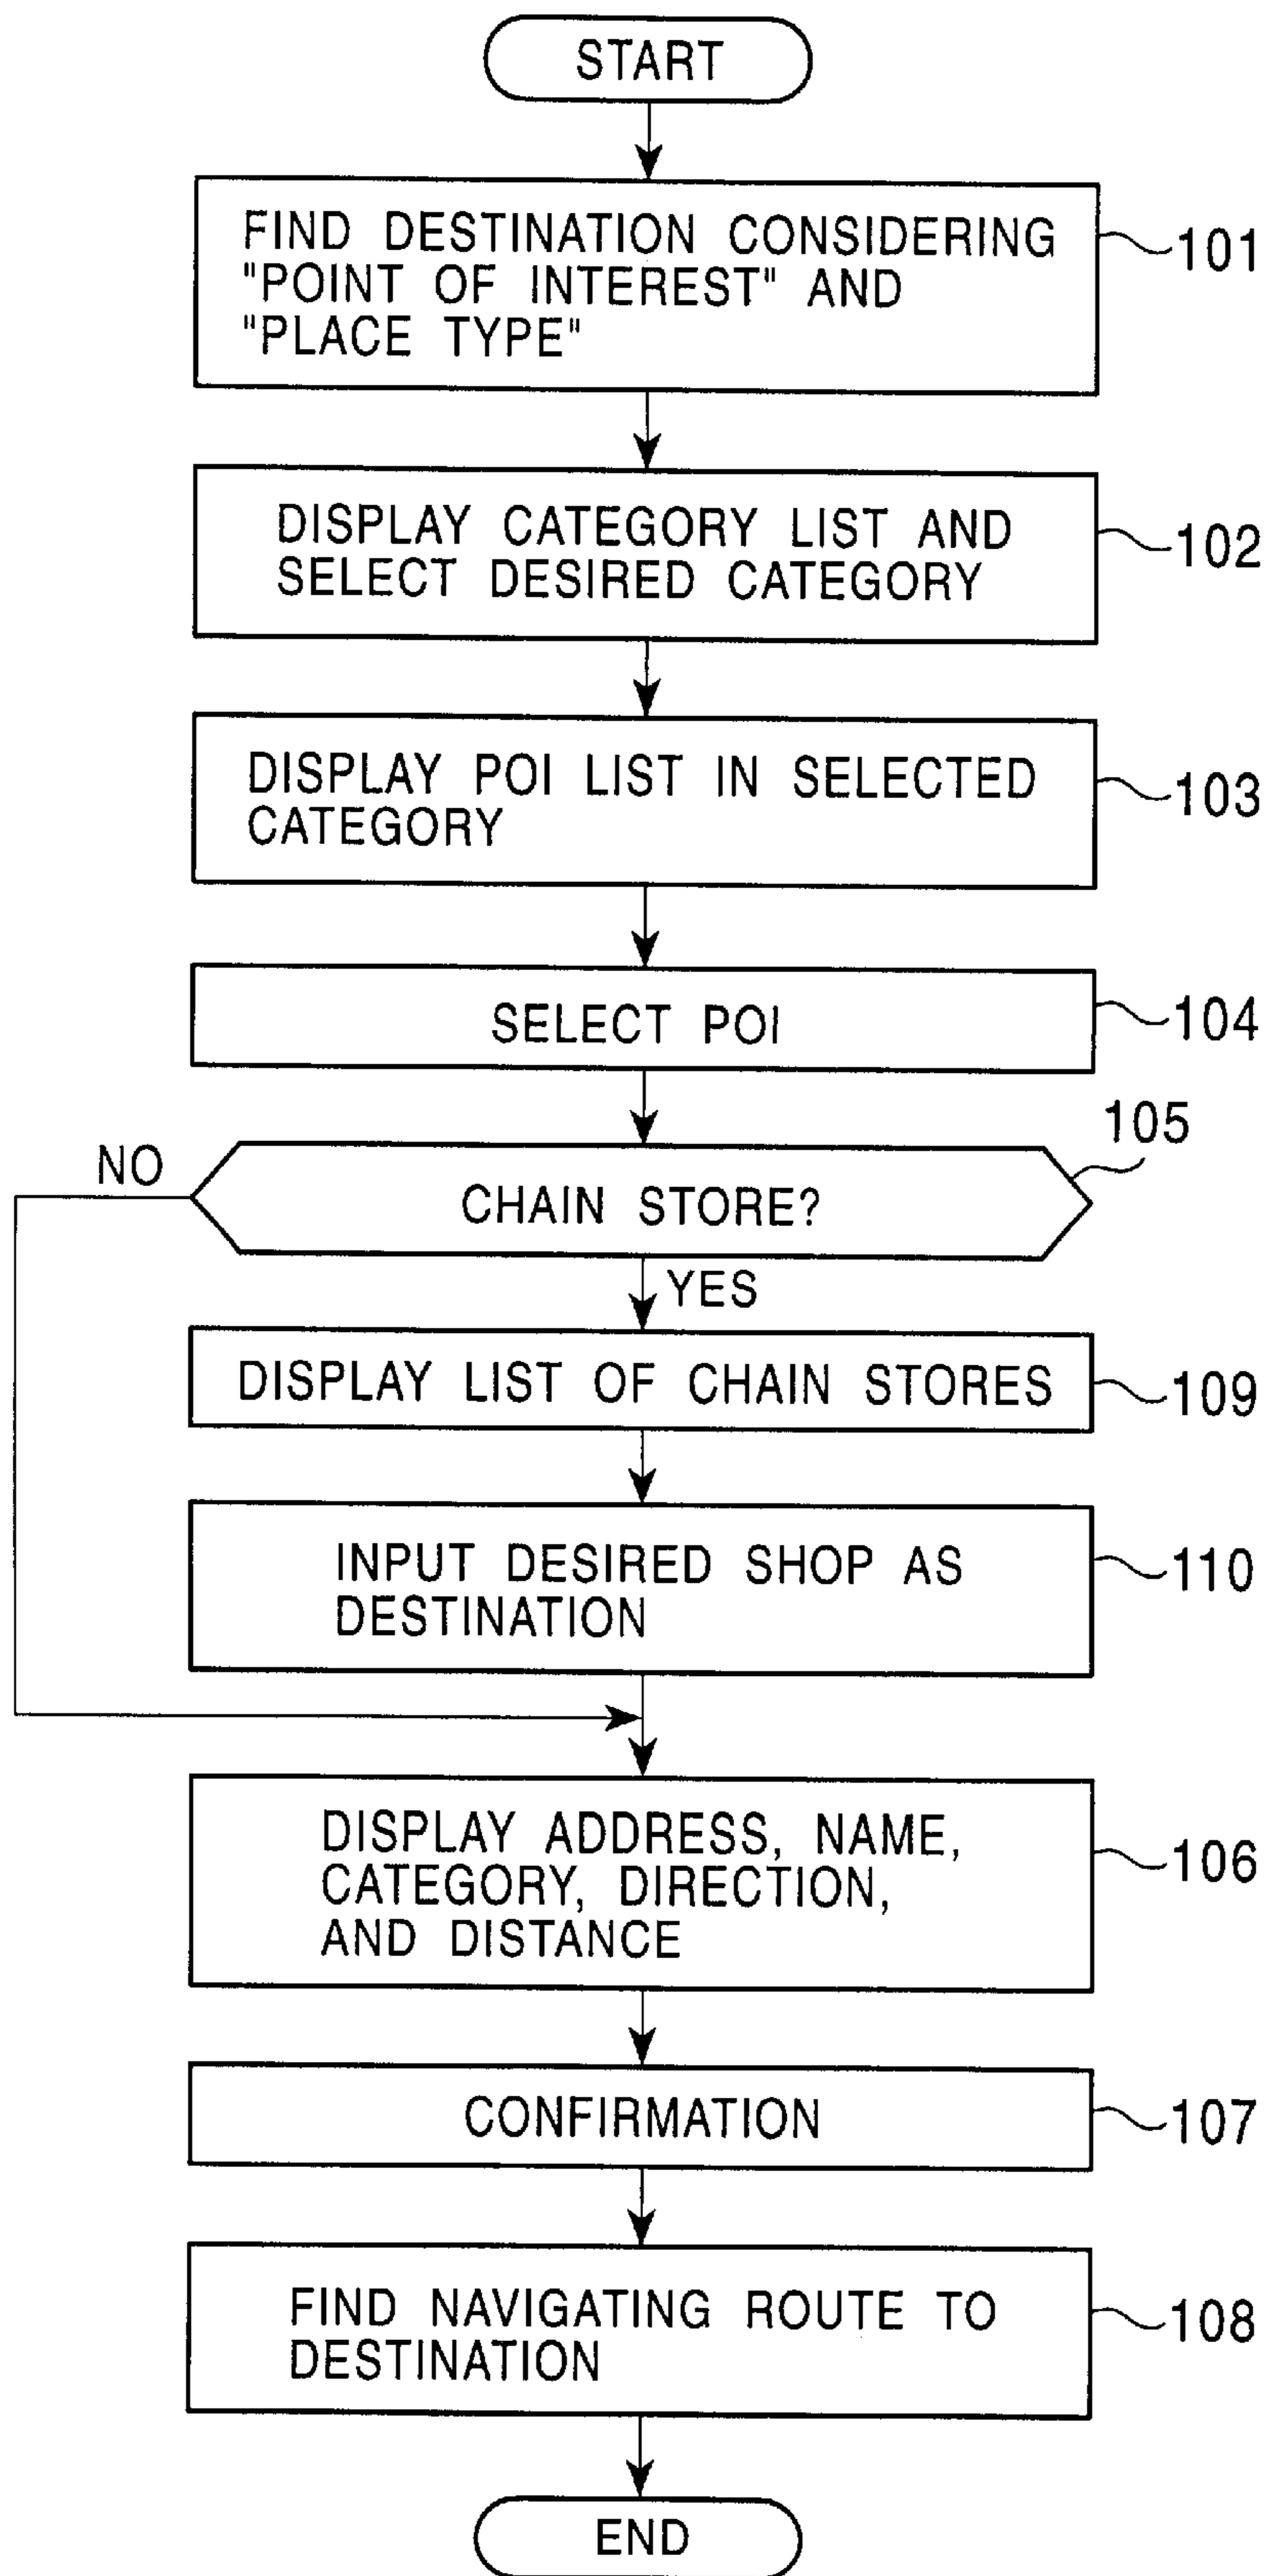 START
FIND DESTINATION CONSIDERING
"POINT OF INTEREST" AND
"PLACE TYPE"
101
DISPLAY CATEGORY LIST AND
SELECT DESIRED CATEGORY
102
DISPLAY POI LIST IN SELECTED
CATEGORY
103
SELECT POI
104
105
NO
CHAIN STORE?
YES
DISPLAY LIST OF CHAIN STORES
109
INPUT DESIRED SHOP AS
DESTINATION
110
DISPLAY ADDRESS, NAME,
CATEGORY, DIRECTION,
AND DISTANCE
106
CONFIRMATION
107
FIND NAVIGATING ROUTE TO
DESTINATION
108
END